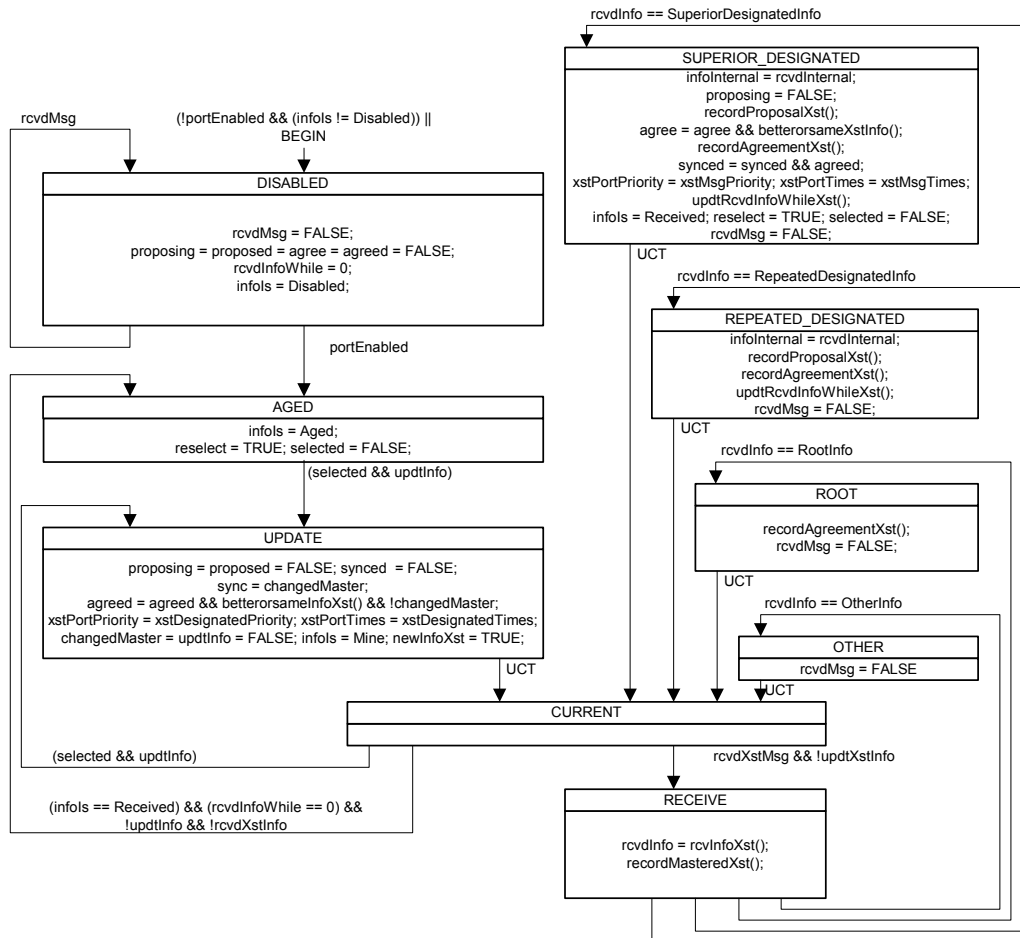 rcvdInfo == SuperiorDesignatedInfo
SUPERIOR_DESIGNATED
infoInternal = rcvdInternal;
proposing = FALSE;
recordProposalXst();
agree = agree && betterorsameXstInfo();
recordAgreementXst();
synced = synced && agreed;
xstPortPriority = xstMsgPriority; xstPortTimes = xstMsgTimes;
updtRcvdInfoWhileXst();
infoIs = Received; reselect = TRUE; selected = FALSE;
rcvdMsg = FALSE;
UCT
rcvdMsg
(!portEnabled && (infoIs != Disabled)) ||
BEGIN
DISABLED
rcvdMsg = FALSE;
proposing = proposed = agree = agreed = FALSE;
rcvdInfoWhile = 0;
infoIs = Disabled;
portEnabled
rcvdInfo == RepeatedDesignatedInfo
REPEATED_DESIGNATED
infoInternal = rcvdInternal;
recordProposalXst();
recordAgreementXst();
updtRcvdInfoWhileXst();
rcvdMsg = FALSE;
UCT
AGED
infoIs = Aged;
reselect = TRUE; selected = FALSE;
(selected && updtInfo)
rcvdInfo == RootInfo
ROOT
recordAgreementXst();
rcvdMsg = FALSE;
UCT
UPDATE
proposing = proposed = FALSE; synced = FALSE;
sync = changedMaster;
agreed = agreed && betterorsameInfoXst() && !changedMaster;
xstPortPriority = xstDesignatedPriority; xstPortTimes = xstDesignatedTimes;
changedMaster = updtInfo = FALSE; infoIs = Mine; newInfoXst = TRUE;
UCT
rcvdInfo == OtherInfo
OTHER
rcvdMsg = FALSE
UCT
CURRENT
(selected && updtInfo)
rcvdXstMsg && !updtXstInfo
(infoIs == Received) && (rcvdInfoWhile == 0) &&
!updtInfo && !rcvdXstInfo
RECEIVE
rcvdInfo = rcvInfoXst();
recordMasteredXst();